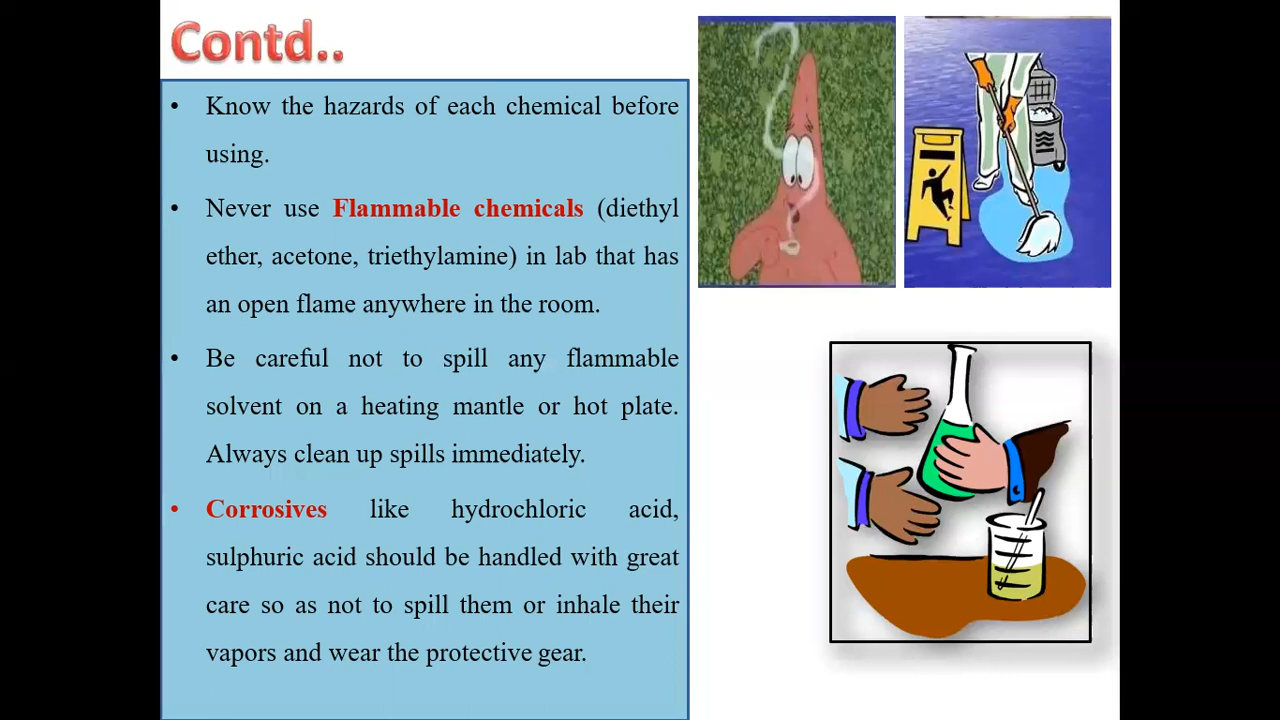 Contd..
• Know the hazards of each chemical before
using.
• Never use Flammable chemicals (diethyl
ether, acetone, triethylamine) in lab that has
an open flame anywhere in the room.
• Be careful not to spill any flammable
solvent on a heating mantle or hot plate.
Always clean up spills immediately.
• Corrosives like hydrochloric acid,
sulphuric acid should be handled with great
care so as not to spill them or inhale their
vapors and wear the protective gear.